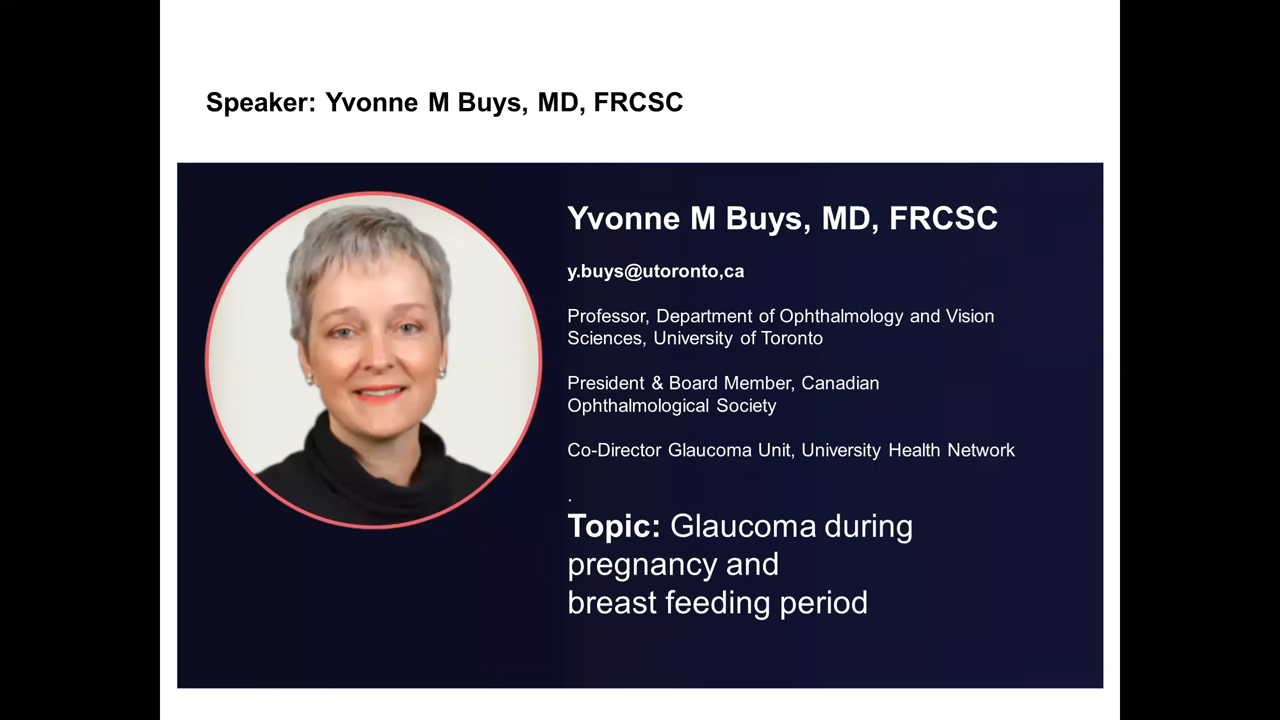 Speaker: Yvonne M Buys, MD, FRCSC
Yvonne M Buys, MD, FRCSC
y.buys@utoronto,ca
Professor, Department of Ophthalmology and Vision
Sciences, University of Toronto
President & Board Member, Canadian
Ophthalmological Society
Co-Director Glaucoma Unit, University Health Network
.
Topic: Glaucoma during
pregnancy and
breast feeding period